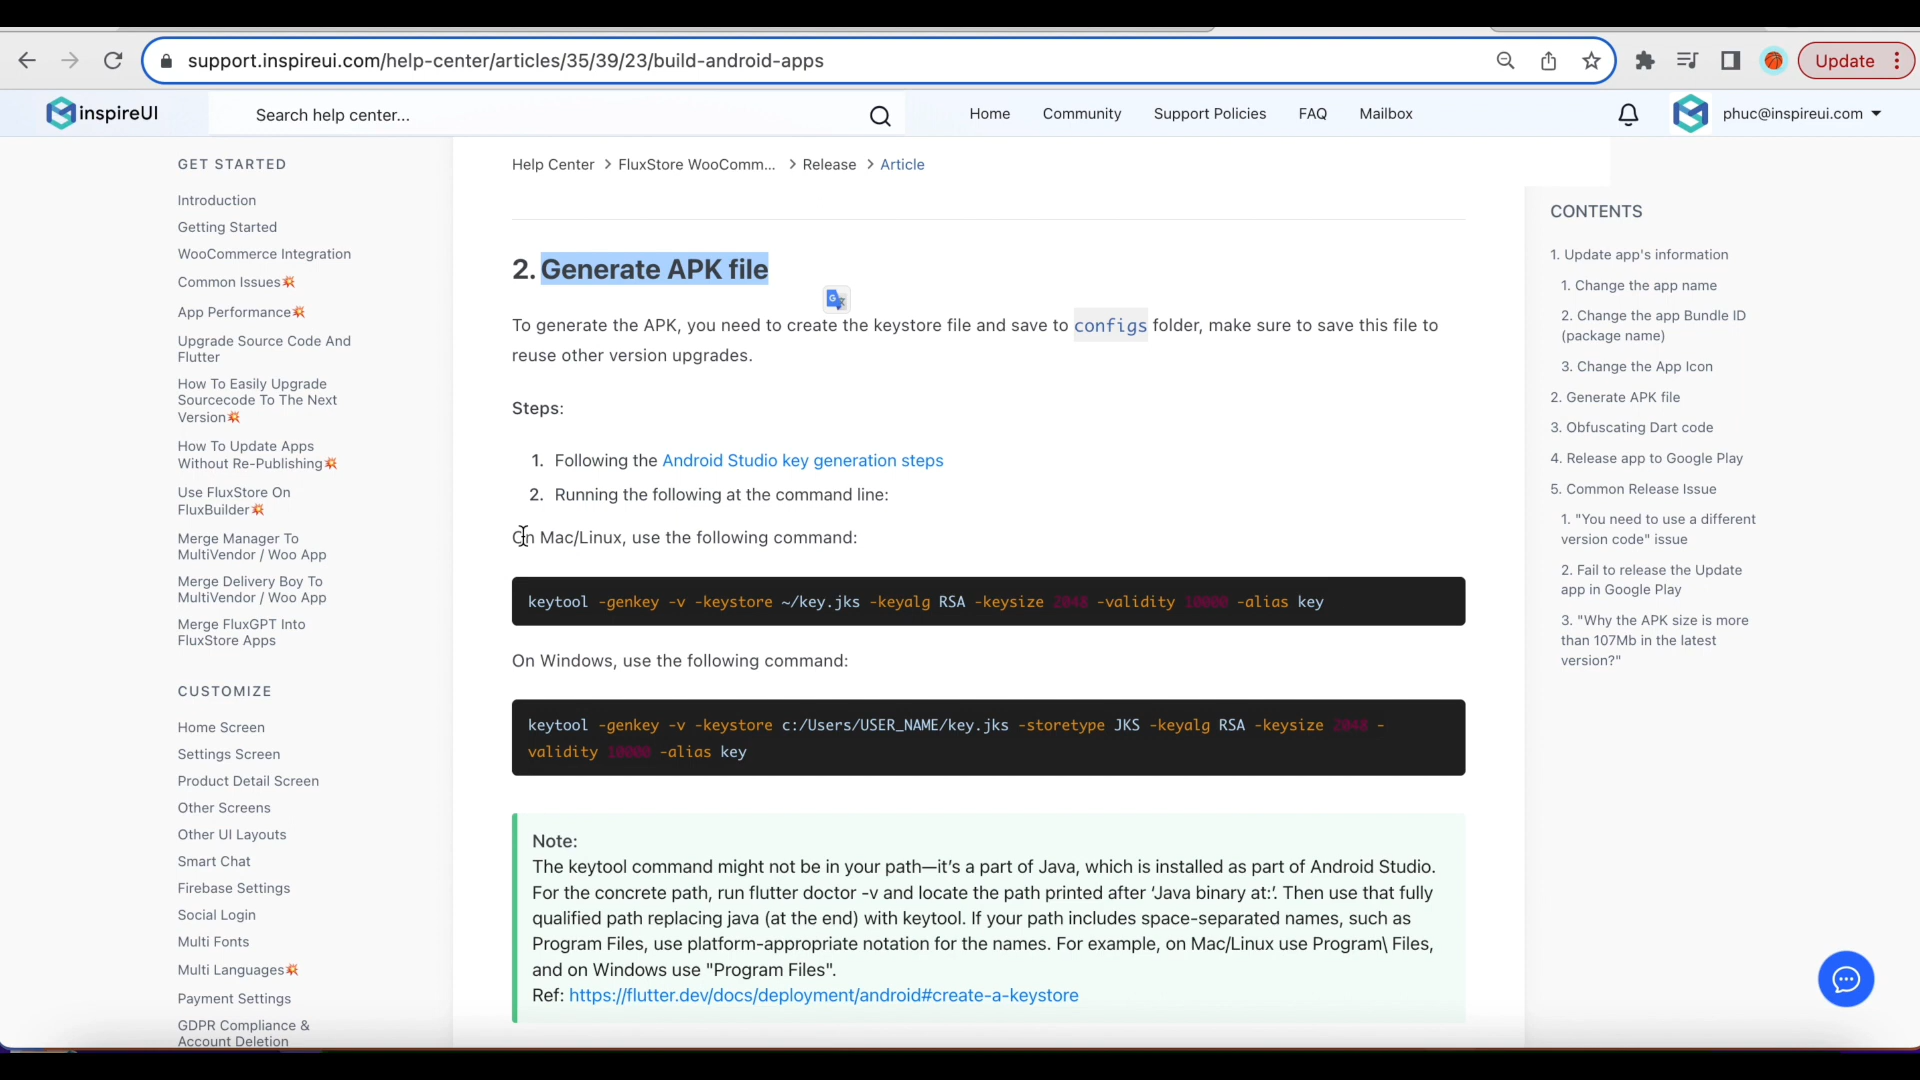 support.inspireui.com/help-center/articles/35/39/23/build-android-apps
Update
inspireUI
Search help center...
Home
Community
Support Policies
FAQ
Mailbox
phuc@inspireui.com
GET STARTED
Introduction
Getting Started
WooCommerce Integration
Common Issues
App Performance
Upgrade Source Code And
Flutter
How To Easily Upgrade
Sourcecode To The Next
Version
How To Update Apps
Without Re-Publishing
Use FluxStore On
FluxBuilder
Merge Manager To
MultiVendor / Woo App
Merge Delivery Boy To
MultiVendor / Woo App
Merge FluxGPT Into
FluxStore Apps
CUSTOMIZE
Home Screen
Settings Screen
Product Detail Screen
Other Screens
Other UI Layouts
Smart Chat
Firebase Settings
Social Login
Multi Fonts
Multi Languages
Payment Settings
GDPR Compliance &
Account Deletion
Help Center > FluxStore WooComm... > Release > Article
2. Generate APK file
To generate the APK, you need to create the keystore file and save to configs folder, make sure to save this file to
reuse other version upgrades.
Steps:
1. Following the Android Studio key generation steps
2. Running the following at the command line:
On Mac/Linux, use the following command:
keytool -genkey -v -keystore ~/key.jks -keyalg RSA -keysize 2048 -validity 10000 -alias key
On Windows, use the following command:
keytool -genkey -v -keystore c:/Users/USER_NAME/key.jks -storetype JKS -keyalg RSA -keysize 2048 -
validity 10000 -alias key
Note:
The keytool command might not be in your path—it’s a part of Java, which is installed as part of Android Studio.
For the concrete path, run flutter doctor -v and locate the path printed after ‘Java binary at:’. Then use that fully
qualified path replacing java (at the end) with keytool. If your path includes space-separated names, such as
Program Files, use platform-appropriate notation for the names. For example, on Mac/Linux use Program\ Files,
and on Windows use "Program Files".
Ref: https://flutter.dev/docs/deployment/android#create-a-keystore
CONTENTS
1. Update app's information
1. Change the app name
2. Change the app Bundle ID
(package name)
3. Change the App Icon
2. Generate APK file
3. Obfuscating Dart code
4. Release app to Google Play
5. Common Release Issue
1. "You need to use a different
version code" issue
2. Fail to release the Update
app in Google Play
3. "Why the APK size is more
than 107Mb in the latest
version?"